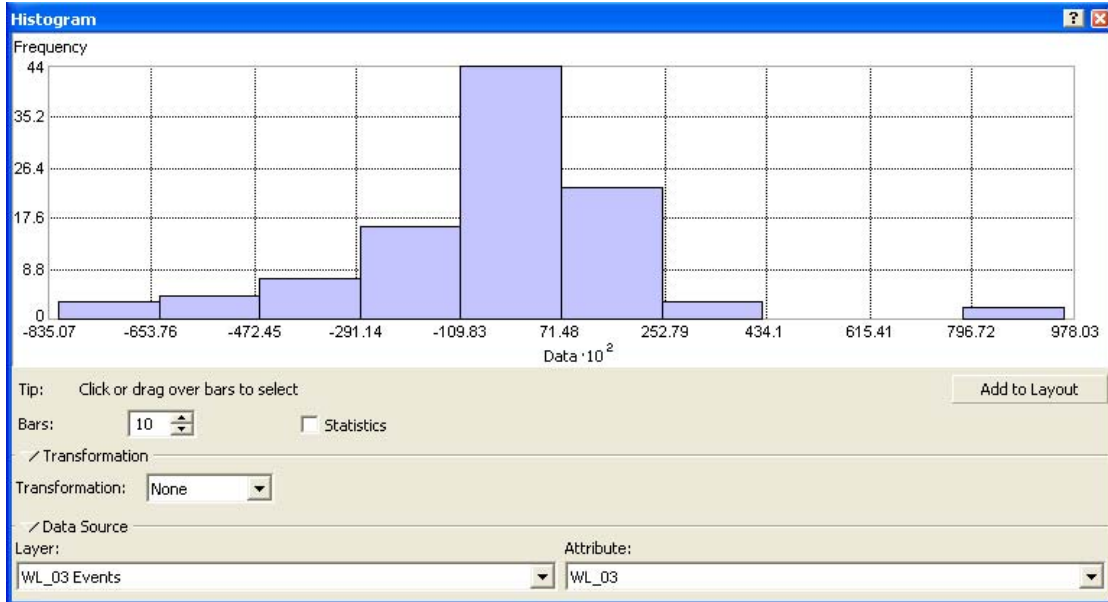 Histogram
Frequency
44
35.2
26.4
17.6
8.8
0
-835.07 -653.76 -472.45 -291.14 -109.83 71.48 252.79 434.1 615.41 796.72 978.03
Data ·10²
Tip: Click or drag over bars to select Add to Layout
Bars: 10 Statistics
Transformation
Transformation: None
Data Source
Layer: Attribute:
WL_03 Events WL_03